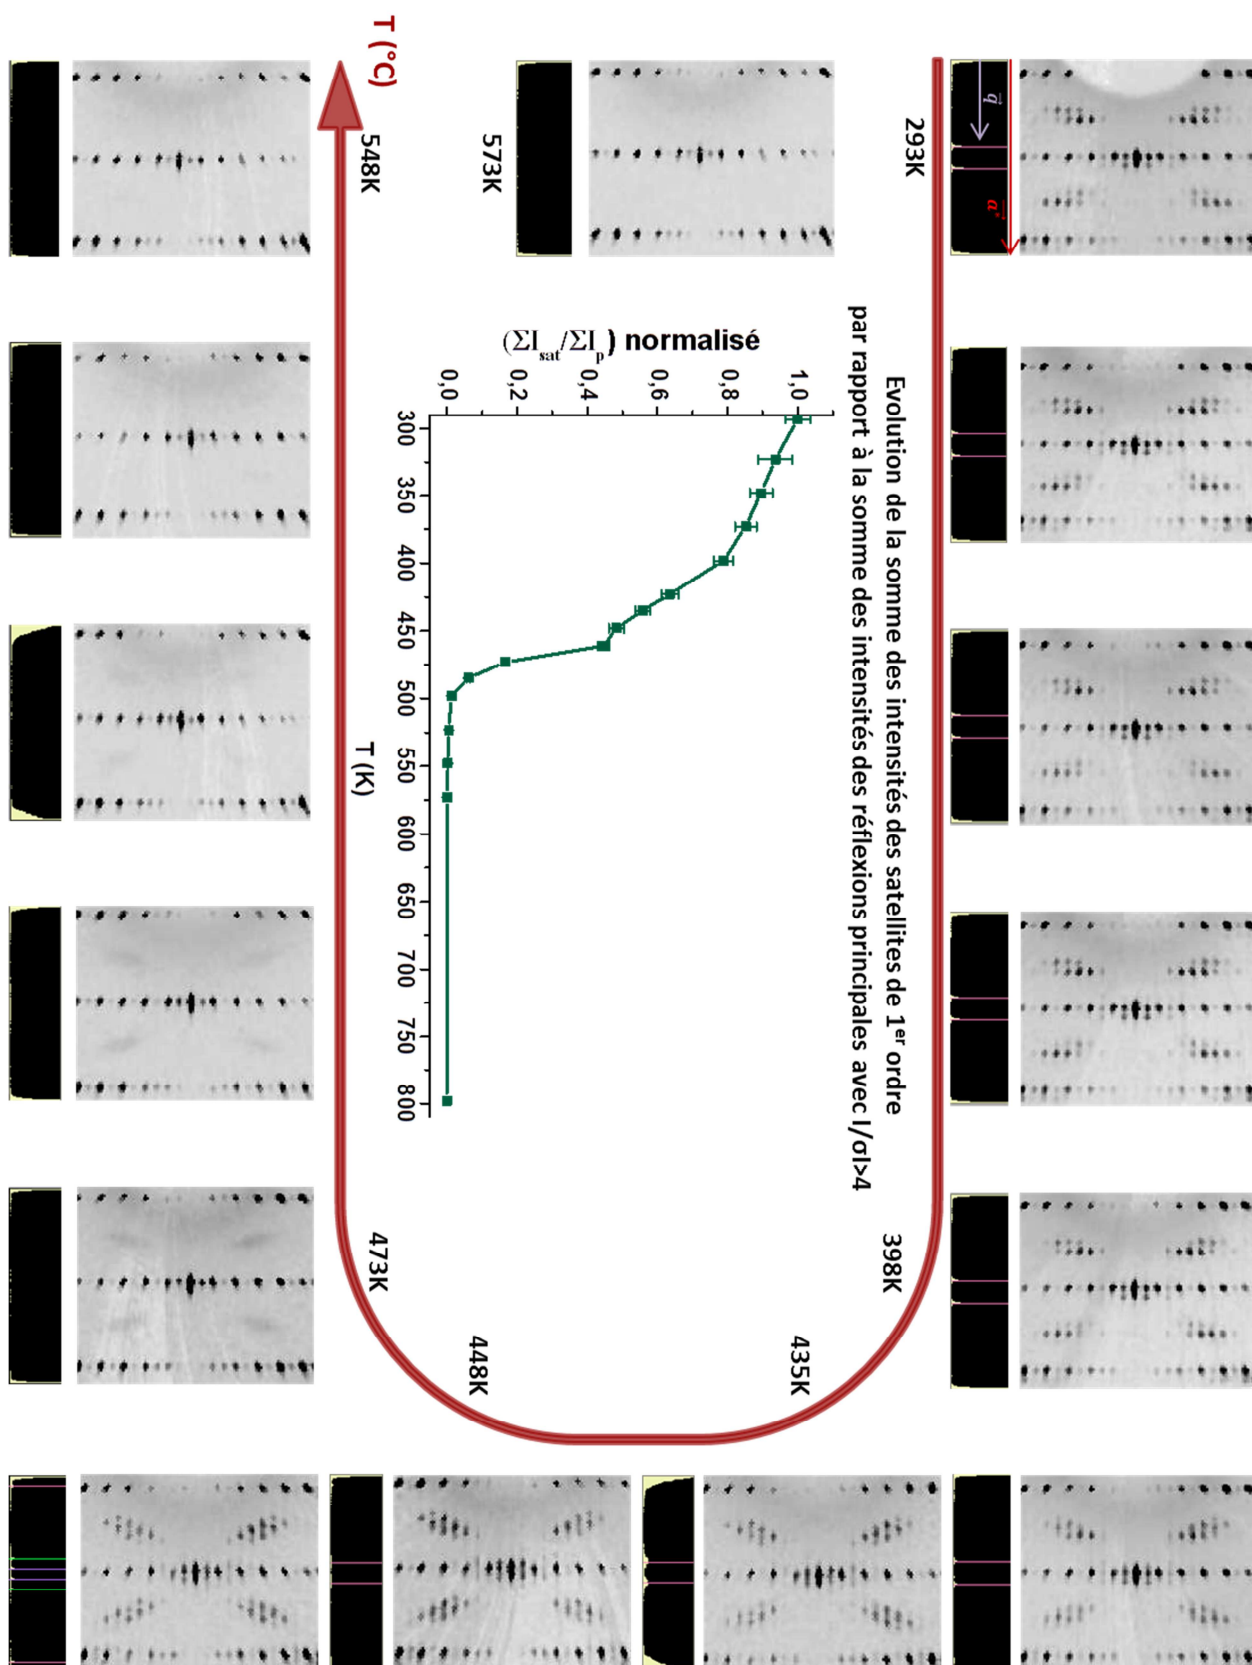 293K
398K
435K
448K
473K
548K
573K
T (°C)
q
a*
Evolution de la somme des intensités des satellites de 1er ordre
par rapport à la somme des intensités des réflexions principales avec I/σI>4
(ΣIsat/ΣIp) normalisé
1,0
0,8
0,6
0,4
0,2
0,0
300 350 400 450 500 550 600 650 700 750 800
T (K)